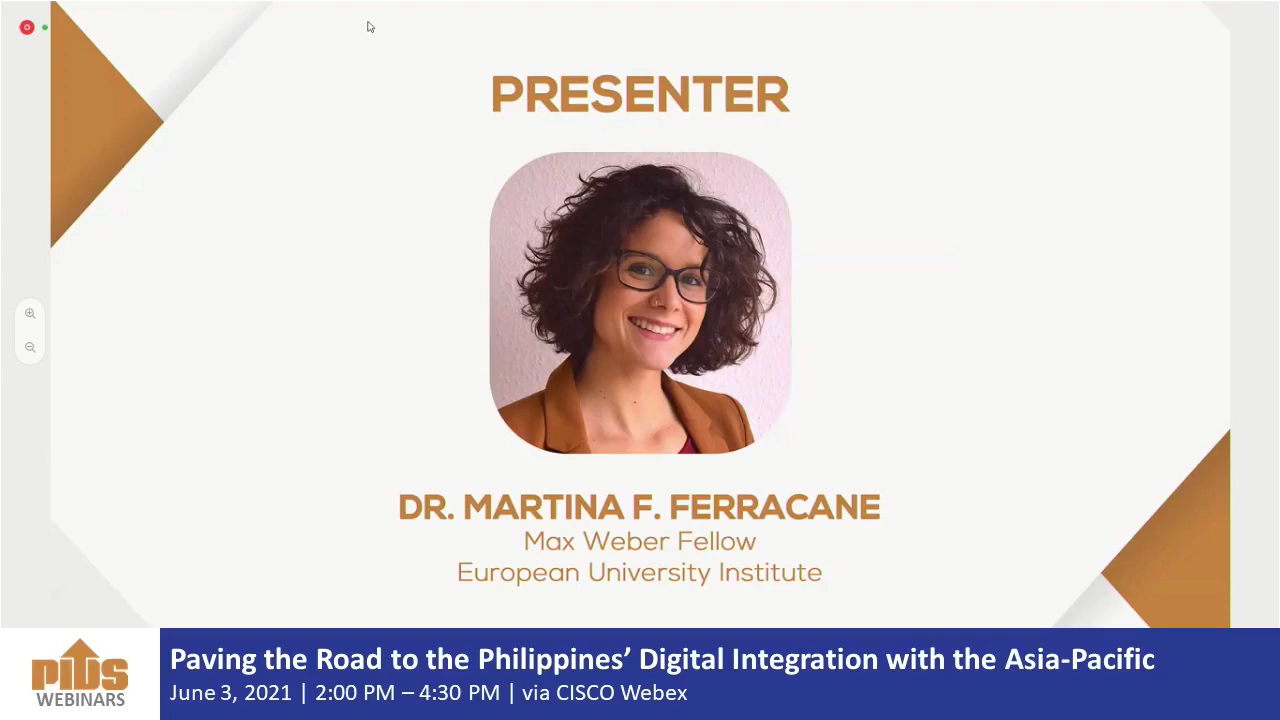 PRESENTER
DR. MARTINA F. FERRACANE
Max Weber Fellow
European University Institute
PIDS
WEBINARS
Paving the Road to the Philippines’ Digital Integration with the Asia-Pacific
June 3, 2021 | 2:00 PM – 4:30 PM | via CISCO Webex